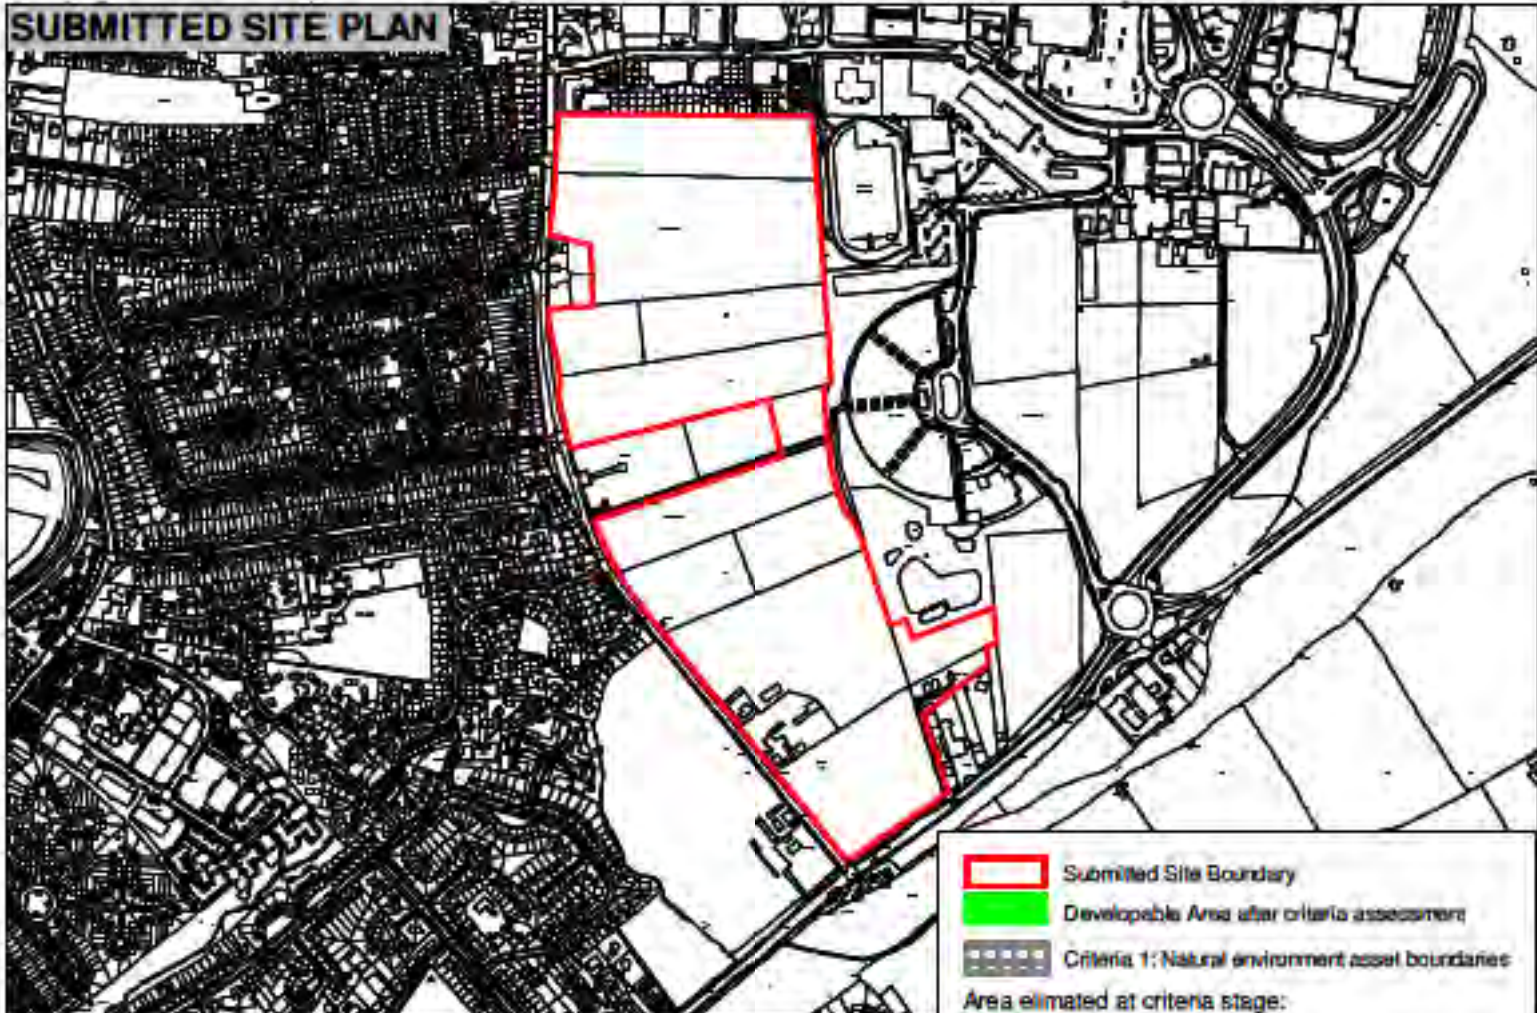 SUBMITTED SITE PLAN
Submitted Site Boundary
Developable Area after criteria assessment
Criteria 1: Natural environment asset boundaries
Area elimated at criteria stage: